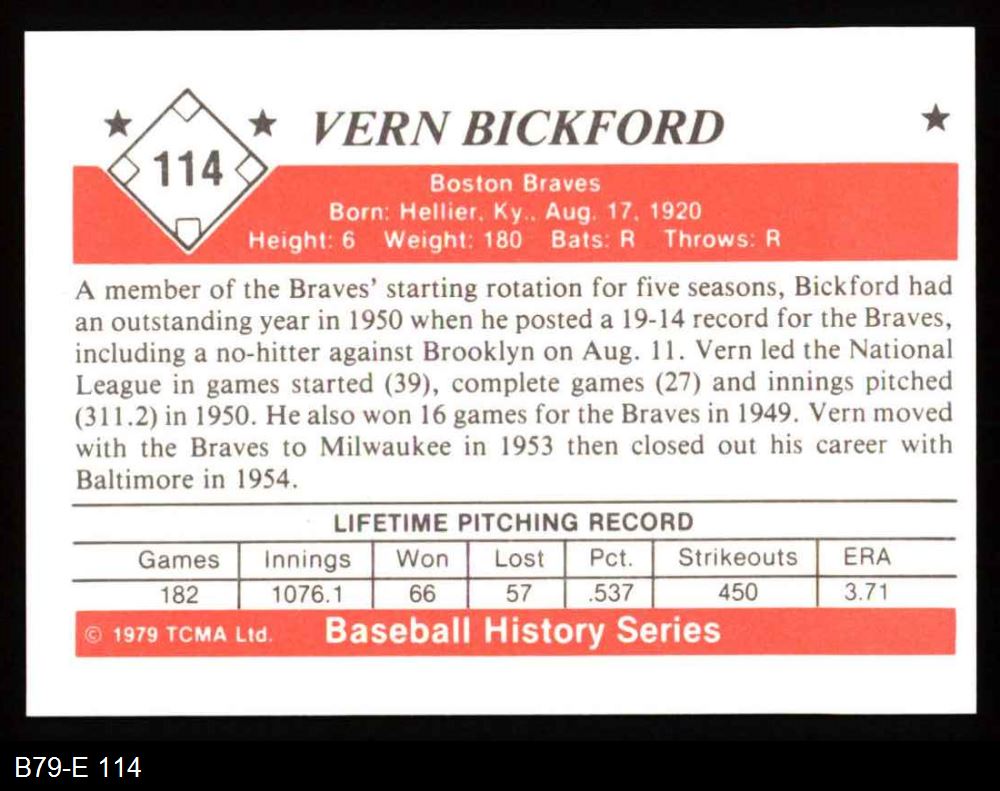 114
VERN BICKFORD
Boston Braves
Born: Hellier, Ky., Aug. 17, 1920
Height: 6 Weight: 180 Bats: R Throws: R
A member of the Braves' starting rotation for five seasons, Bickford had
an outstanding year in 1950 when he posted a 19-14 record for the Braves,
including a no-hitter against Brooklyn on Aug. 11. Vern led the National
League in games started (39), complete games (27) and innings pitched
(311.2) in 1950. He also won 16 games for the Braves in 1949. Vern moved
with the Braves to Milwaukee in 1953 then closed out his career with
Baltimore in 1954.
LIFETIME PITCHING RECORD
Games Innings Won Lost Pct. Strikeouts ERA
182 1076.1 66 57 .537 450 3.71
© 1979 TCMA Ltd. Baseball History Series
B79-E 114